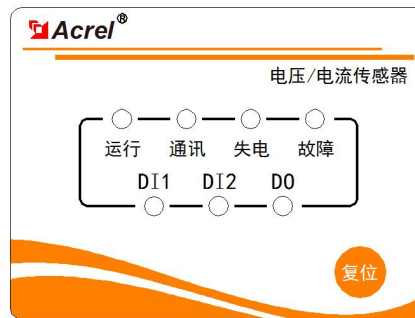 Acrel®
电压/电流传感器
运行 通讯 失电 故障
DI1 DI2 DO
复位